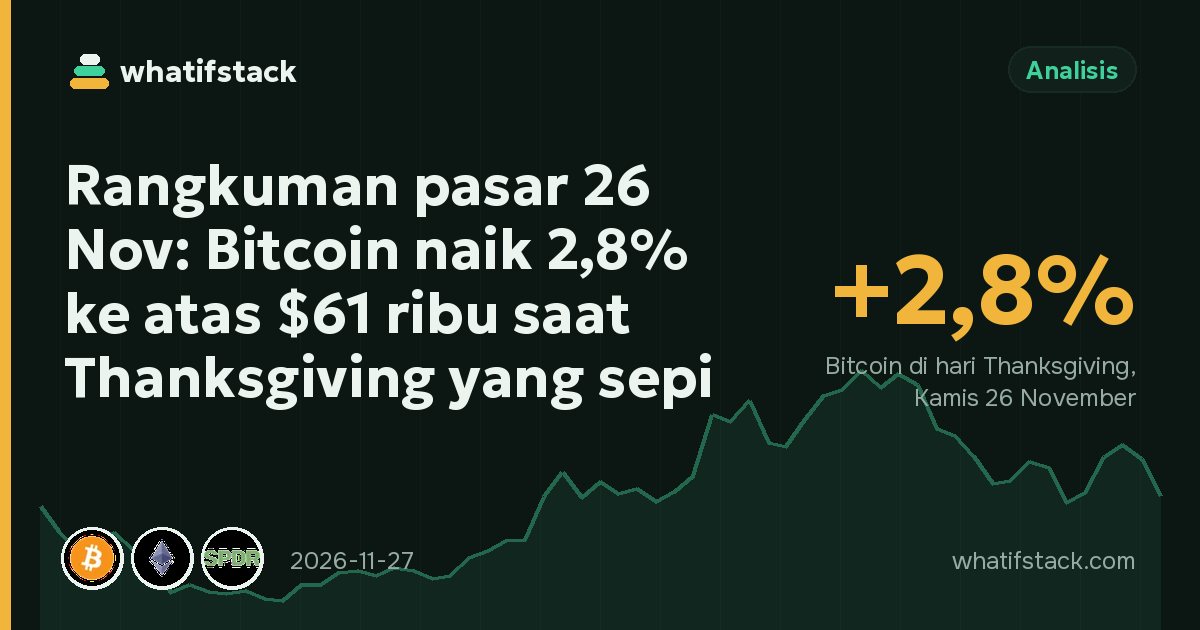 whatifstack
Analisis
Rangkuman pasar 26
Nov: Bitcoin naik 2,8%
ke atas $61 ribu saat
Thanksgiving yang sepi
+2,8%
Bitcoin di hari Thanksgiving,
Kamis 26 November
SPDR
2026-11-27
whatifstack.com